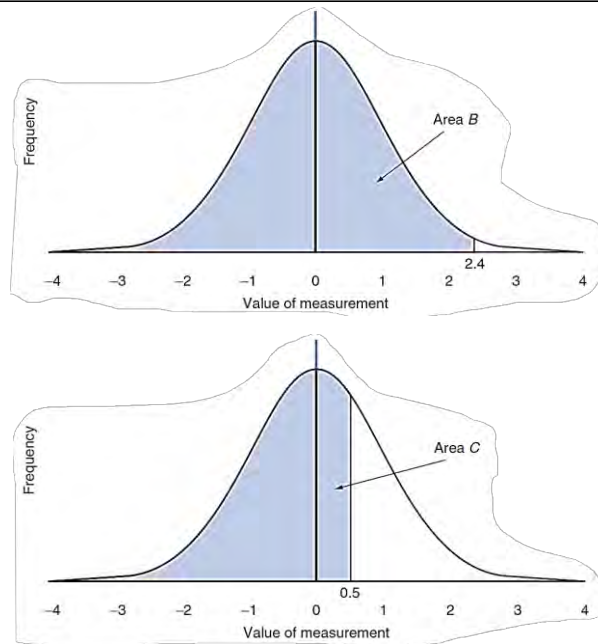 Frequency
Area B
2.4
−4 −3 −2 −1 0 1 2 3 4
Value of measurement
Frequency
Area C
0.5
−4 −3 −2 −1 0 1 2 3 4
Value of measurement